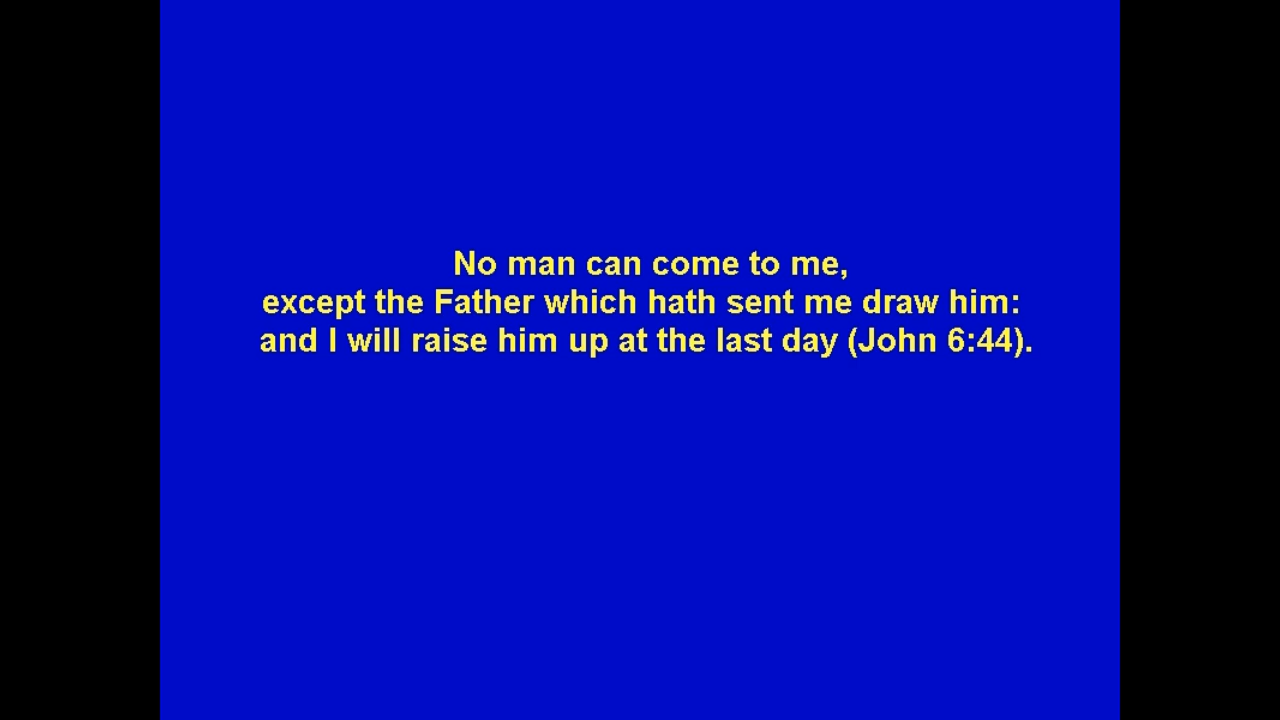 No man can come to me,
except the Father which hath sent me draw him:
and I will raise him up at the last day (John 6:44).